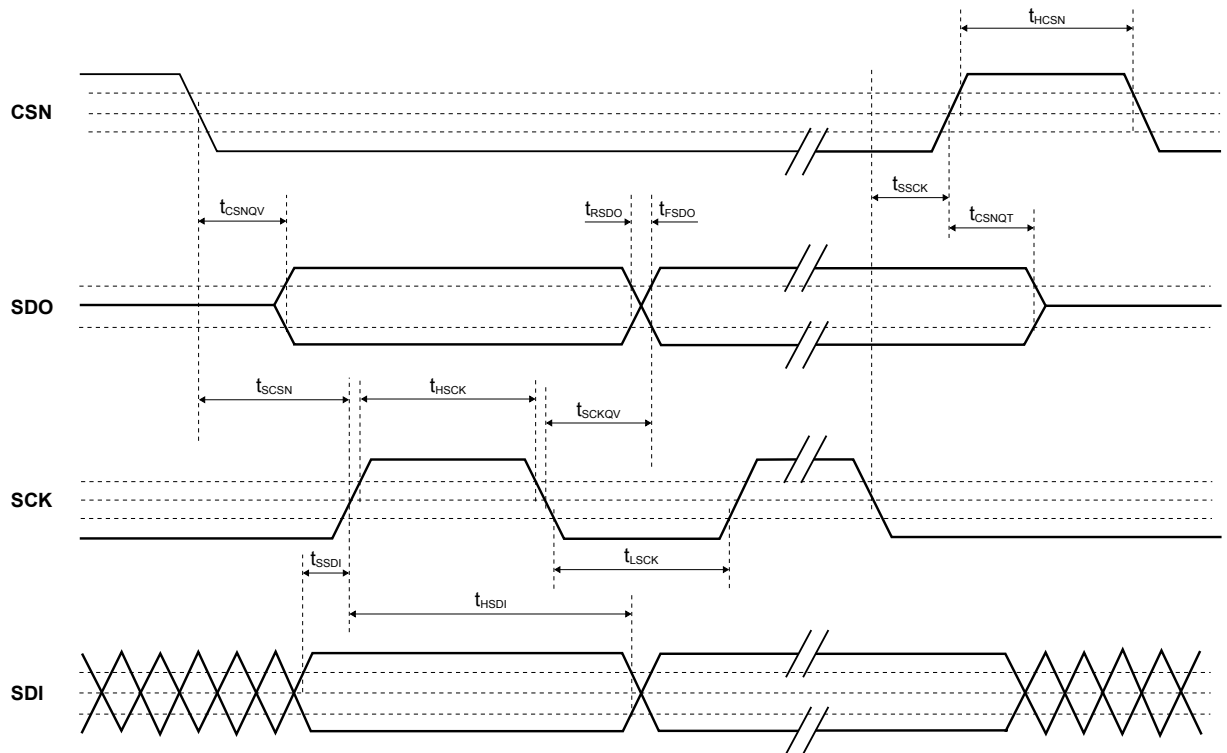 tHCSN
CSN
tSSCK
tCSNQV
tRSDO
tFSDO
tCSNQT
SDO
tSCSN
tHSCK
tSCKQV
SCK
tSSDI
tLSCK
tHSDI
SDI